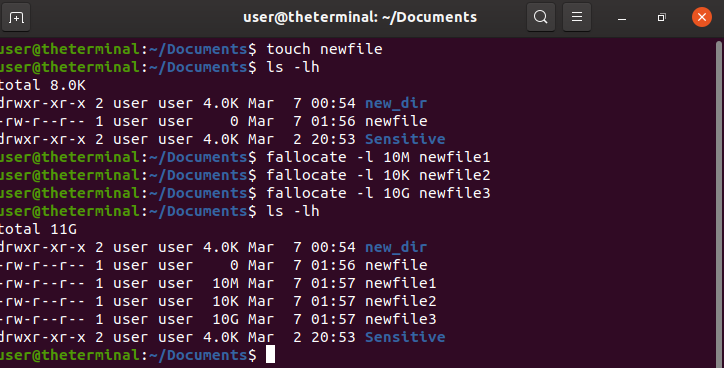 user@theterminal: ~/Documents
user@theterminal:~/Documents$ touch newfile
user@theterminal:~/Documents$ ls -lh
total 8.0K
drwxr-xr-x 2 user user 4.0K Mar  7 00:54 new_dir
-rw-r--r-- 1 user user    0 Mar  7 01:56 newfile
drwxr-xr-x 2 user user 4.0K Mar  2 20:53 Sensitive
user@theterminal:~/Documents$ fallocate -l 10M newfile1
user@theterminal:~/Documents$ fallocate -l 10K newfile2
user@theterminal:~/Documents$ fallocate -l 10G newfile3
user@theterminal:~/Documents$ ls -lh
total 11G
drwxr-xr-x 2 user user 4.0K Mar  7 00:54 new_dir
-rw-r--r-- 1 user user    0 Mar  7 01:56 newfile
-rw-r--r-- 1 user user  10M Mar  7 01:57 newfile1
-rw-r--r-- 1 user user  10K Mar  7 01:57 newfile2
-rw-r--r-- 1 user user  10G Mar  7 01:57 newfile3
drwxr-xr-x 2 user user 4.0K Mar  2 20:53 Sensitive
user@theterminal:~/Documents$